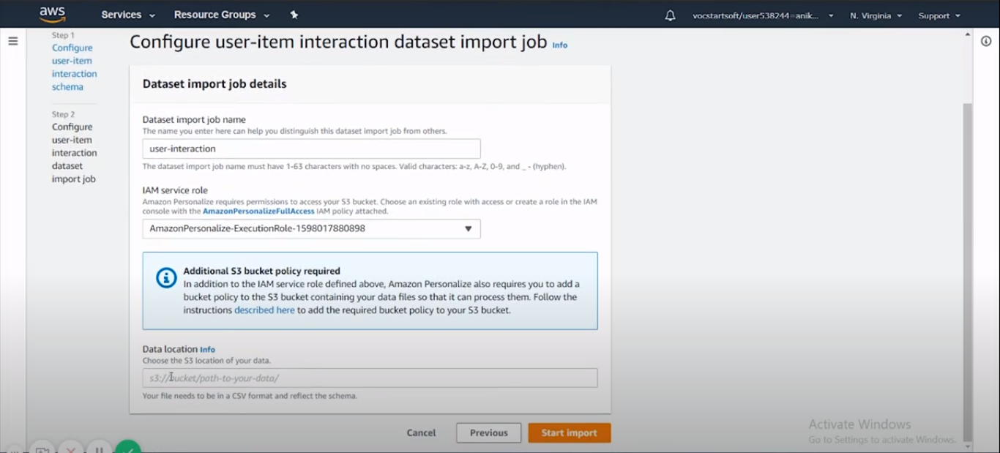 aws
Services
Resource Groups
vocstartsoft/user538244=anik...
N. Virginia
Support
Step 1
Configure
user-item
interaction
schema
Step 2
Configure
user-item
interaction
dataset
import job
Configure user-item interaction dataset import job Info
Dataset import job details
Dataset import job name
The name you enter here can help you distinguish this dataset import job from others.
user-interaction
The dataset import job name must have 1-63 characters with no spaces. Valid characters: a-z, A-Z, 0-9, and _ - (hyphen).
IAM service role
Amazon Personalize requires permissions to access your S3 bucket. Choose an existing role with access or create a role in the IAM
console with the AmazonPersonalizeFullAccess IAM policy attached.
AmazonPersonalize-ExecutionRole-1598017880898
Additional S3 bucket policy required
In addition to the IAM service role defined above, Amazon Personalize also requires you to add a
bucket policy to the S3 bucket containing your data files so that it can process them. Follow the
instructions described here to add the required bucket policy to your S3 bucket.
Data location Info
Choose the S3 location of your data.
s3://bucket/path-to-your-data/
Your file needs to be in a CSV format and reflect the schema.
Cancel
Previous
Start import
Activate Windows
Go to Settings to activate Windows.